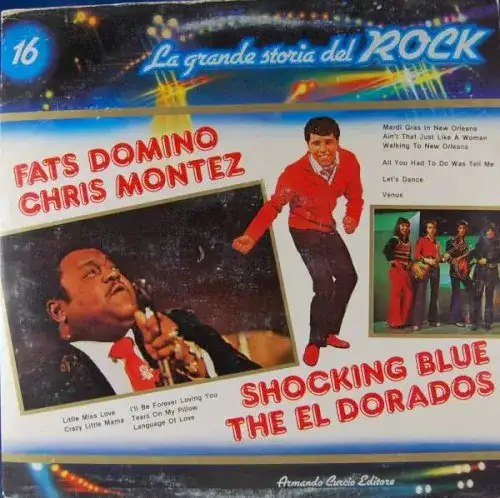 16
La grande storia del ROCK
FATS DOMINO
CHRIS MONTEZ
Mardi Gras In New Orleans
Ain't That Just Like A Woman
Walking To New Orleans
All You Had To Do Was Tell Me
Let's Dance
Venus
SHOCKING BLUE
THE EL DORADOS
Little Miss Love
Crazy Little Mama
I'll Be Forever Loving You
Tears On My Pillow
Language Of Love
Armando Curcio Editore